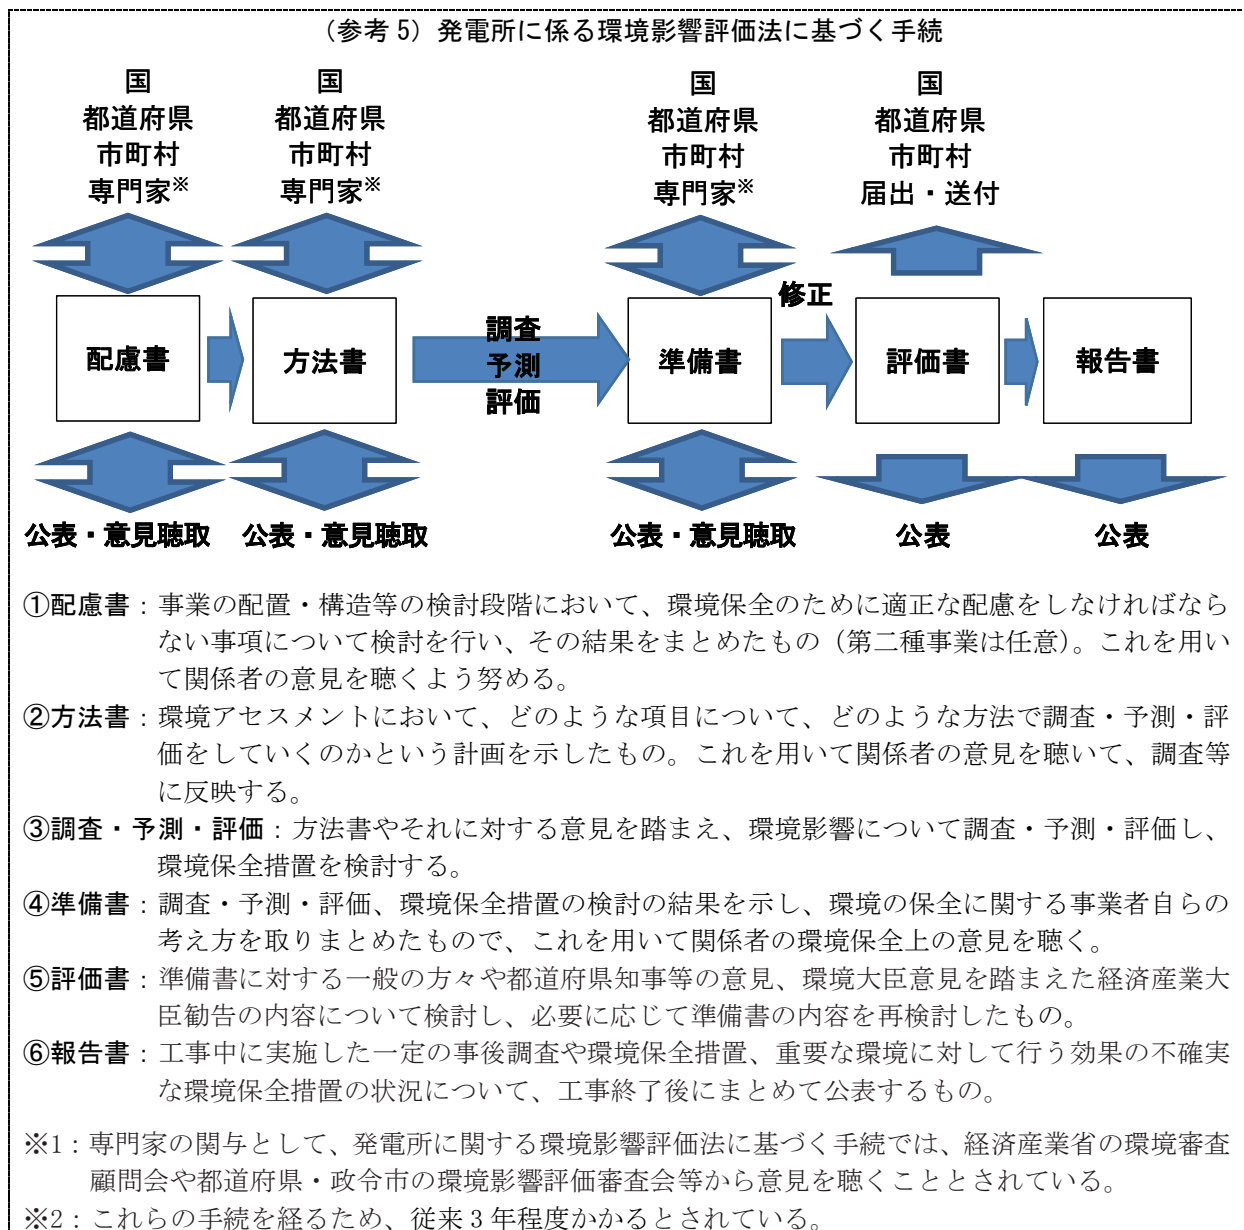 （参考 5）発電所に係る環境影響評価法に基づく手続
国
都道府県
市町村
専門家※
国
都道府県
市町村
専門家※
国
都道府県
市町村
専門家※
国
都道府県
市町村
届出・送付
配慮書
方法書
調査
予測
評価
準備書
修正
評価書
報告書
公表・意見聴取
公表・意見聴取
公表・意見聴取
公表
公表
①配慮書：事業の配置・構造等の検討段階において、環境保全のために適正な配慮をしなければなら
ない事項について検討を行い、その結果をまとめたもの（第二種事業は任意）。これを用い
て関係者の意見を聴くよう努める。
②方法書：環境アセスメントにおいて、どのような項目について、どのような方法で調査・予測・評
価をしていくのかという計画を示したもの。これを用いて関係者の意見を聴いて、調査等
に反映する。
③調査・予測・評価：方法書やそれに対する意見を踏まえ、環境影響について調査・予測・評価し、
環境保全措置を検討する。
④準備書：調査・予測・評価、環境保全措置の検討の結果を示し、環境の保全に関する事業者自らの
考え方を取りまとめたもので、これを用いて関係者の環境保全上の意見を聴く。
⑤評価書：準備書に対する一般の方々や都道府県知事等の意見、環境大臣意見を踏まえた経済産業大
臣勧告の内容について検討し、必要に応じて準備書の内容を再検討したもの。
⑥報告書：工事中に実施した一定の事後調査や環境保全措置、重要な環境に対して行う効果の不確実
な環境保全措置の状況について、工事終了後にまとめて公表するもの。
※1：専門家の関与として、発電所に関する環境影響評価法に基づく手続では、経済産業省の環境審査
顧問会や都道府県・政令市の環境影響評価審査会等から意見を聴くこととされている。
※2：これらの手続を経るため、従来 3 年程度かかるとされている。